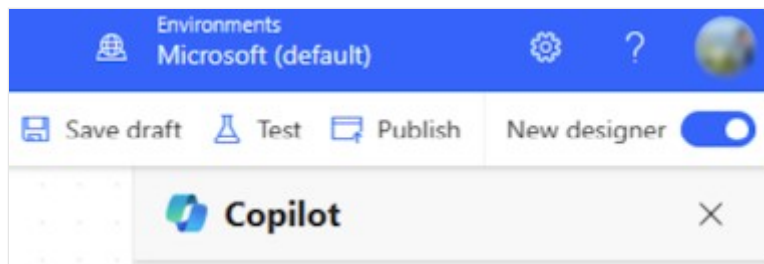 Environments
Microsoft (default)
?
Save draft Test Publish New designer
Copilot